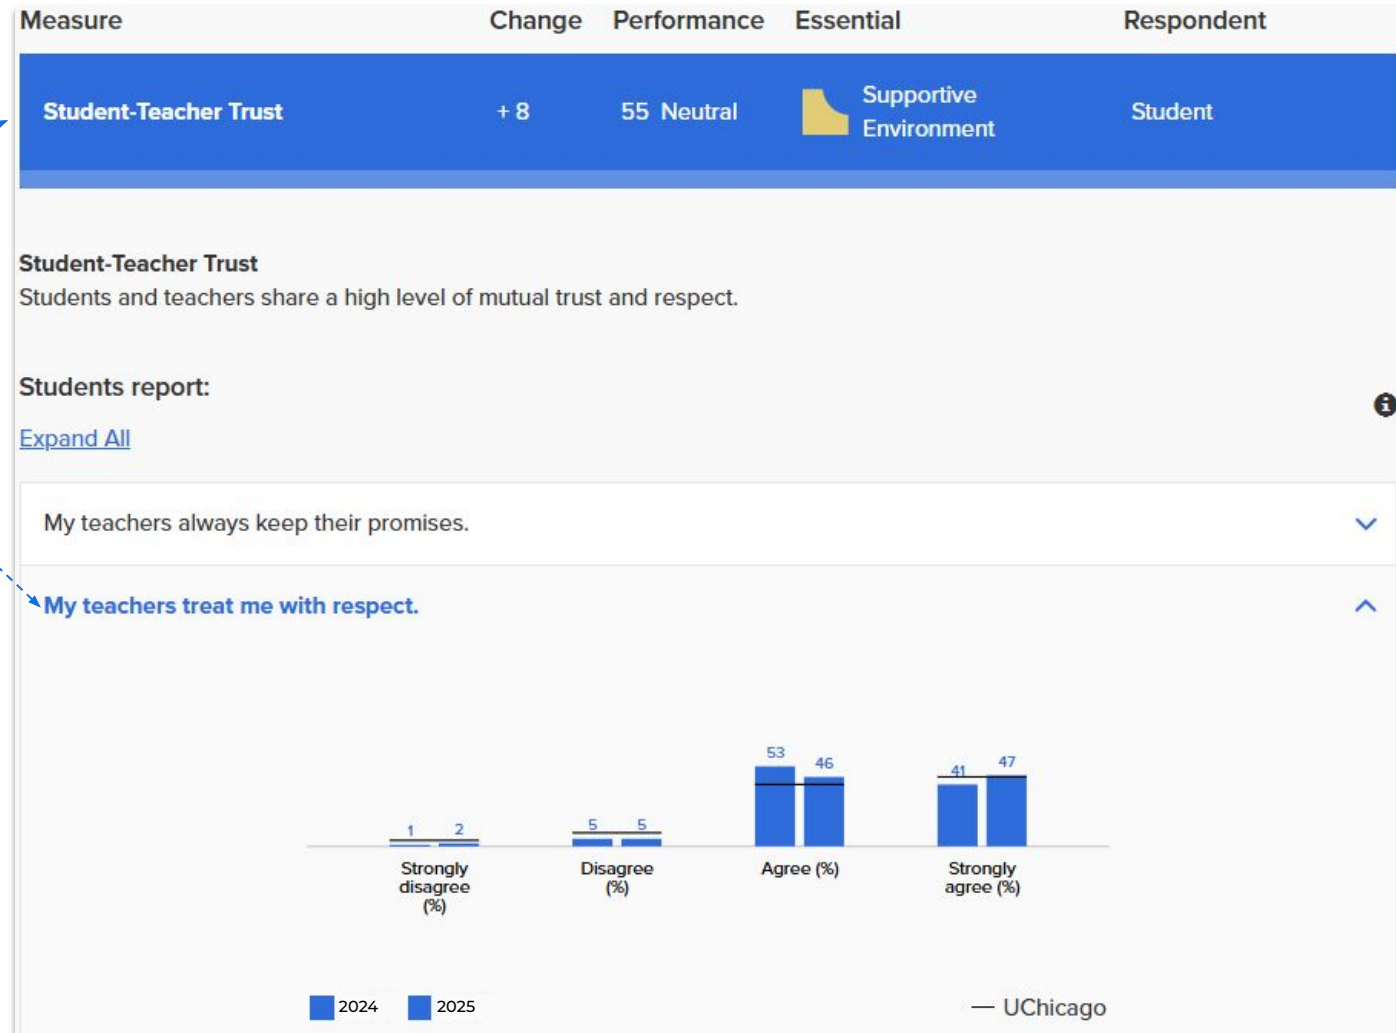 Measure Change Performance Essential Respondent
Student-Teacher Trust + 8 55 Neutral Supportive Environment Student
Student-Teacher Trust
Students and teachers share a high level of mutual trust and respect.
Students report:
Expand All
My teachers always keep their promises.
My teachers treat me with respect.
1 2 5 5 53 46 41 47
Strongly disagree (%)
Disagree (%)
Agree (%)
Strongly agree (%)
2024 2025 — UChicago